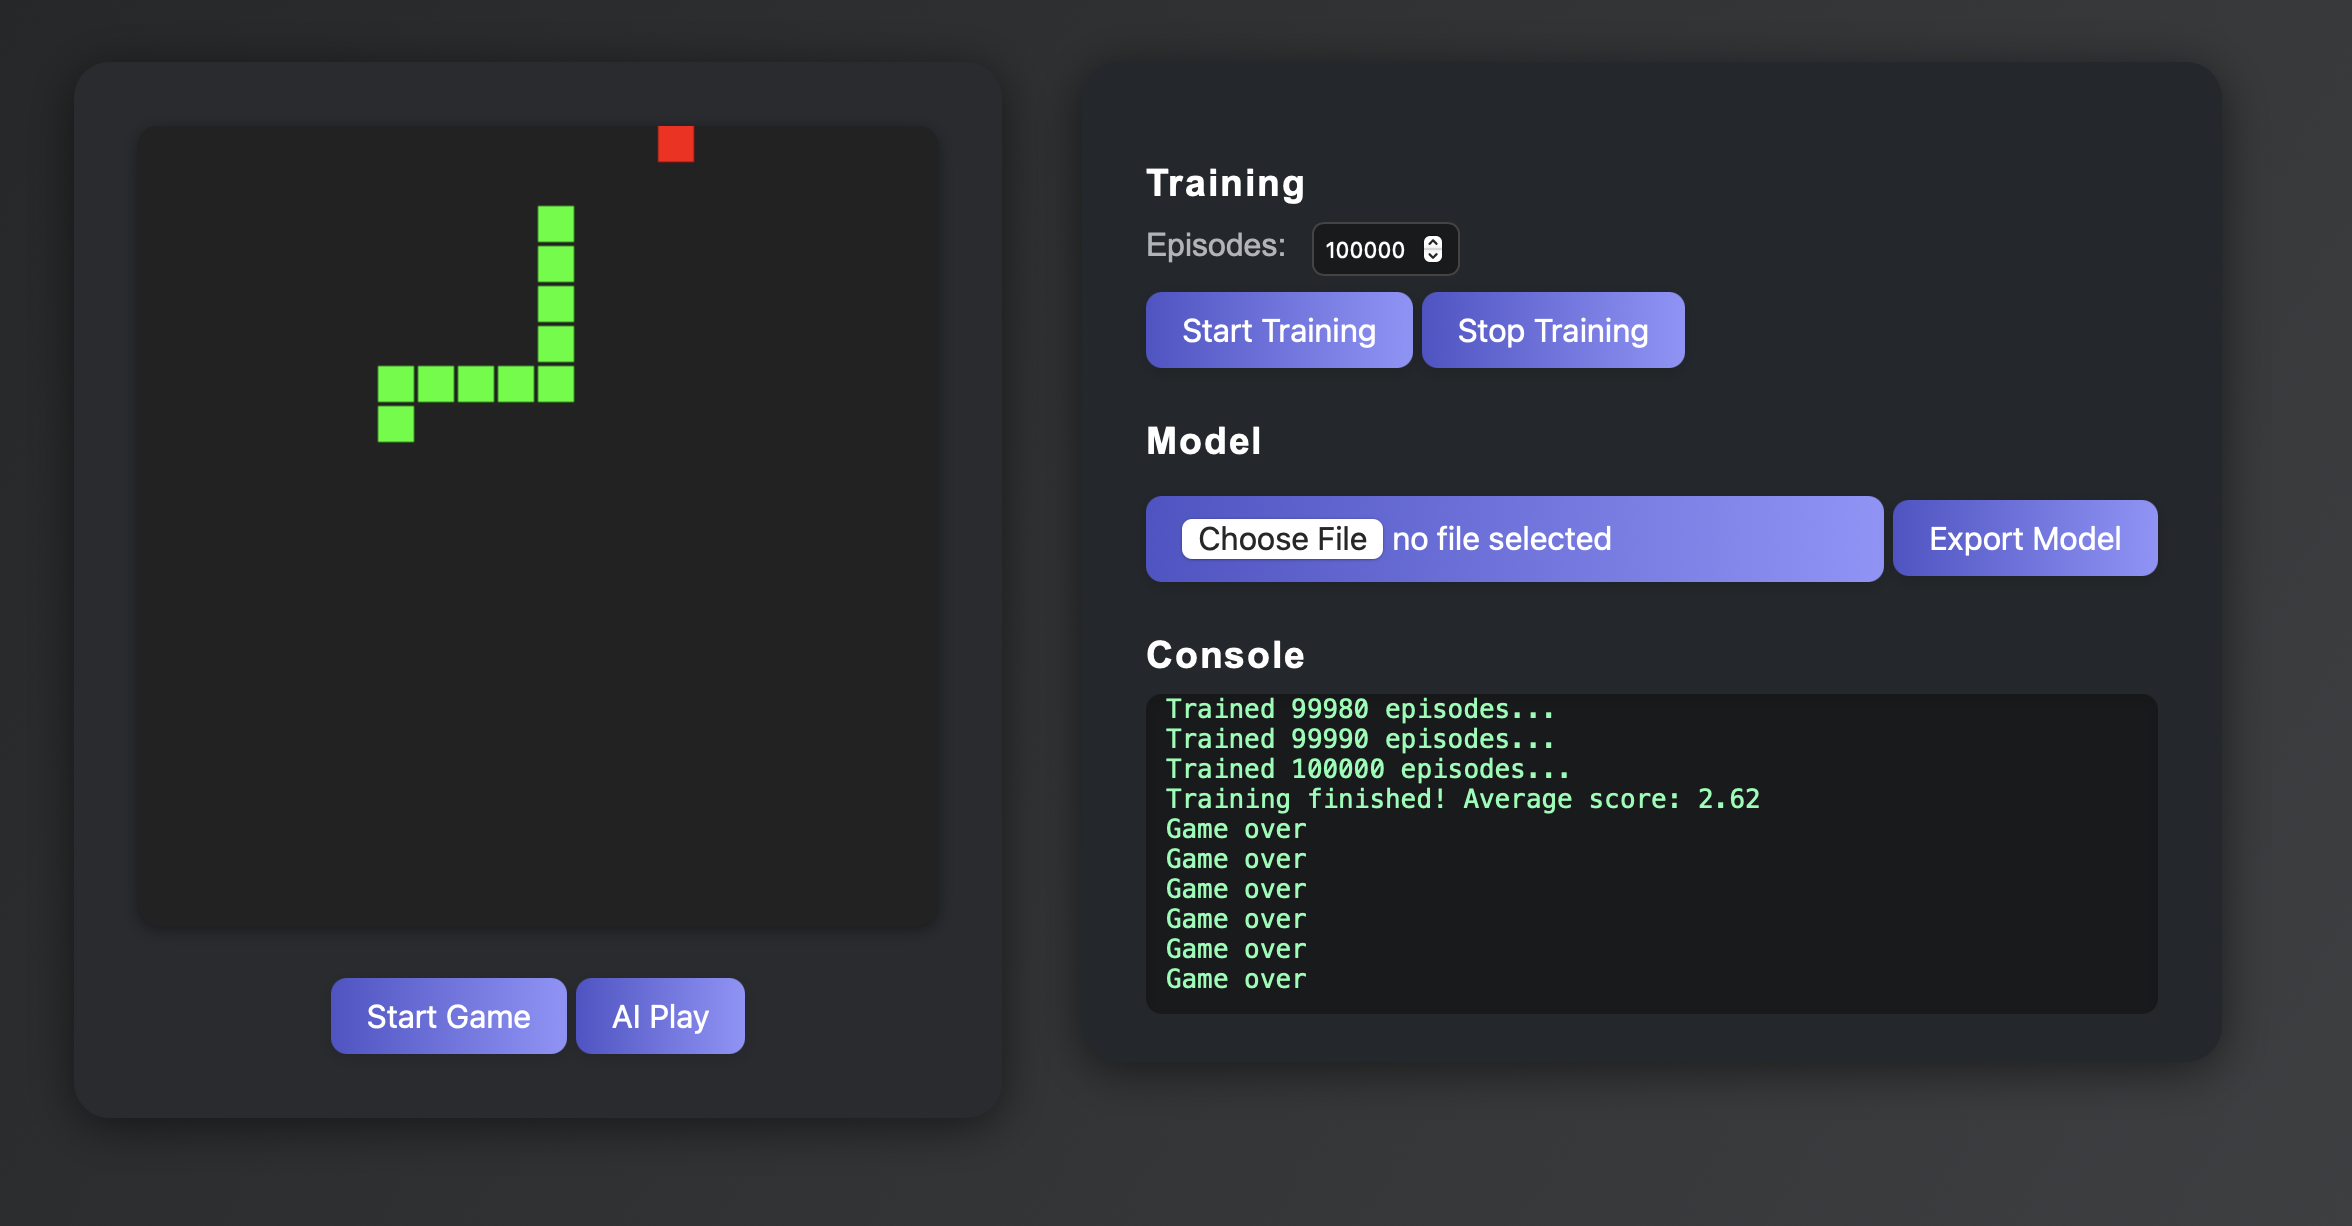 Training
Episodes: 100000
Start Training Stop Training
Model
Choose File no file selected Export Model
Console
Trained 99980 episodes...
Trained 99990 episodes...
Trained 100000 episodes...
Training finished! Average score: 2.62
Game over
Game over
Game over
Game over
Game over
Game over
Start Game AI Play